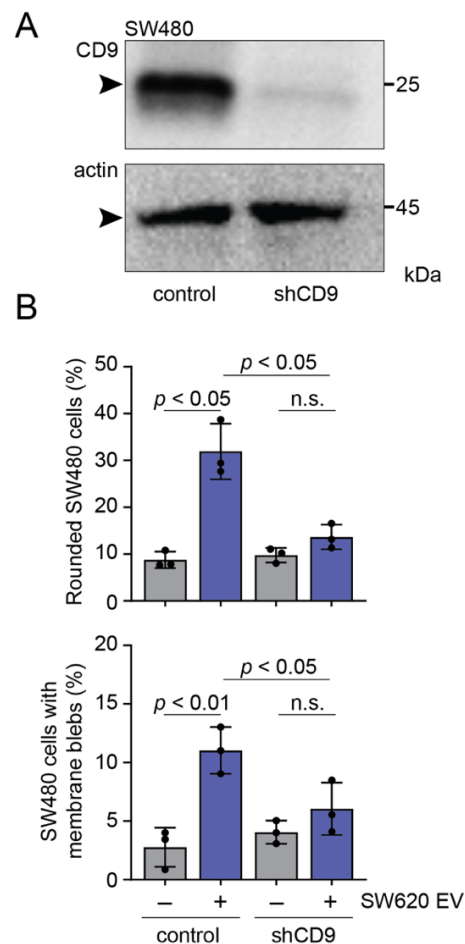 A
SW480
CD9
25
actin
45
kDa
control shCD9
B
Rounded SW480 cells (%)
50
40
30
20
10
0
p < 0.05
p < 0.05
n.s.
SW480 cells with
membrane blebs (%)
20
15
10
5
0
p < 0.05
p < 0.01
n.s.
– + – + SW620 EV
control shCD9